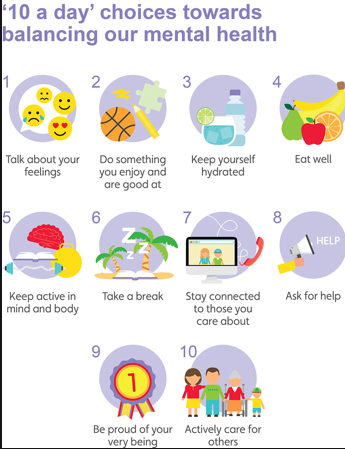 ‘10 a day’ choices towards
balancing our mental health
1
2
3
4
Talk about your
feelings
Do something
you enjoy and
are good at
Keep yourself
hydrated
Eat well
5
6
7
8
Z
Z
Z
HELP
Keep active in
mind and body
Take a break
Stay connected
to those you
care about
Ask for help
9
10
1
Be proud of your
very being
Actively care for
others